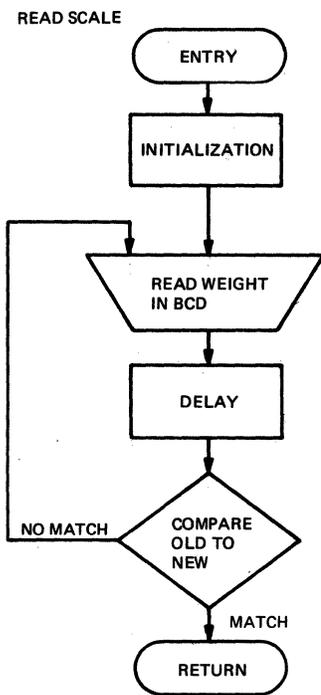 READ SCALE
ENTRY
INITIALIZATION
READ WEIGHT
IN BCD
DELAY
COMPARE
OLD TO
NEW
NO MATCH
MATCH
RETURN